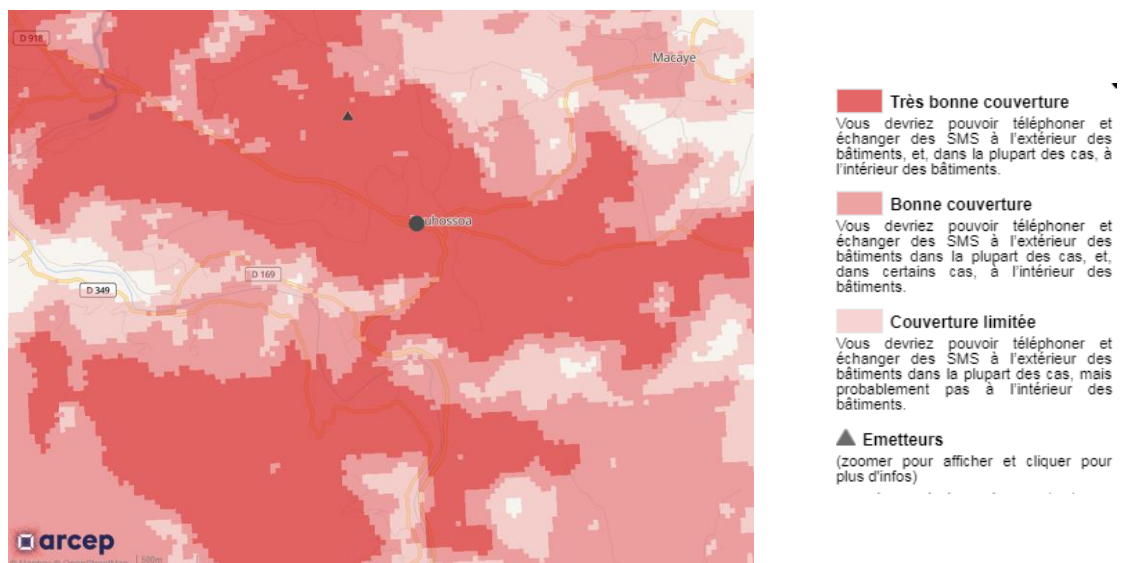 D 918
Macaye
uhossoa
D 169
D 349
arcep
500m
Très bonne couverture
Vous devriez pouvoir téléphoner et
échanger des SMS à l'extérieur des
bâtiments, et, dans la plupart des cas, à
l'intérieur des bâtiments.
Bonne couverture
Vous devriez pouvoir téléphoner et
échanger des SMS à l'extérieur des
bâtiments dans la plupart des cas, et,
dans certains cas, à l'intérieur des
bâtiments.
Couverture limitée
Vous devriez pouvoir téléphoner et
échanger des SMS à l'extérieur des
bâtiments dans la plupart des cas, mais
probablement pas à l'intérieur des
bâtiments.
Emetteurs
(zoomer pour afficher et cliquer pour
plus d'infos)